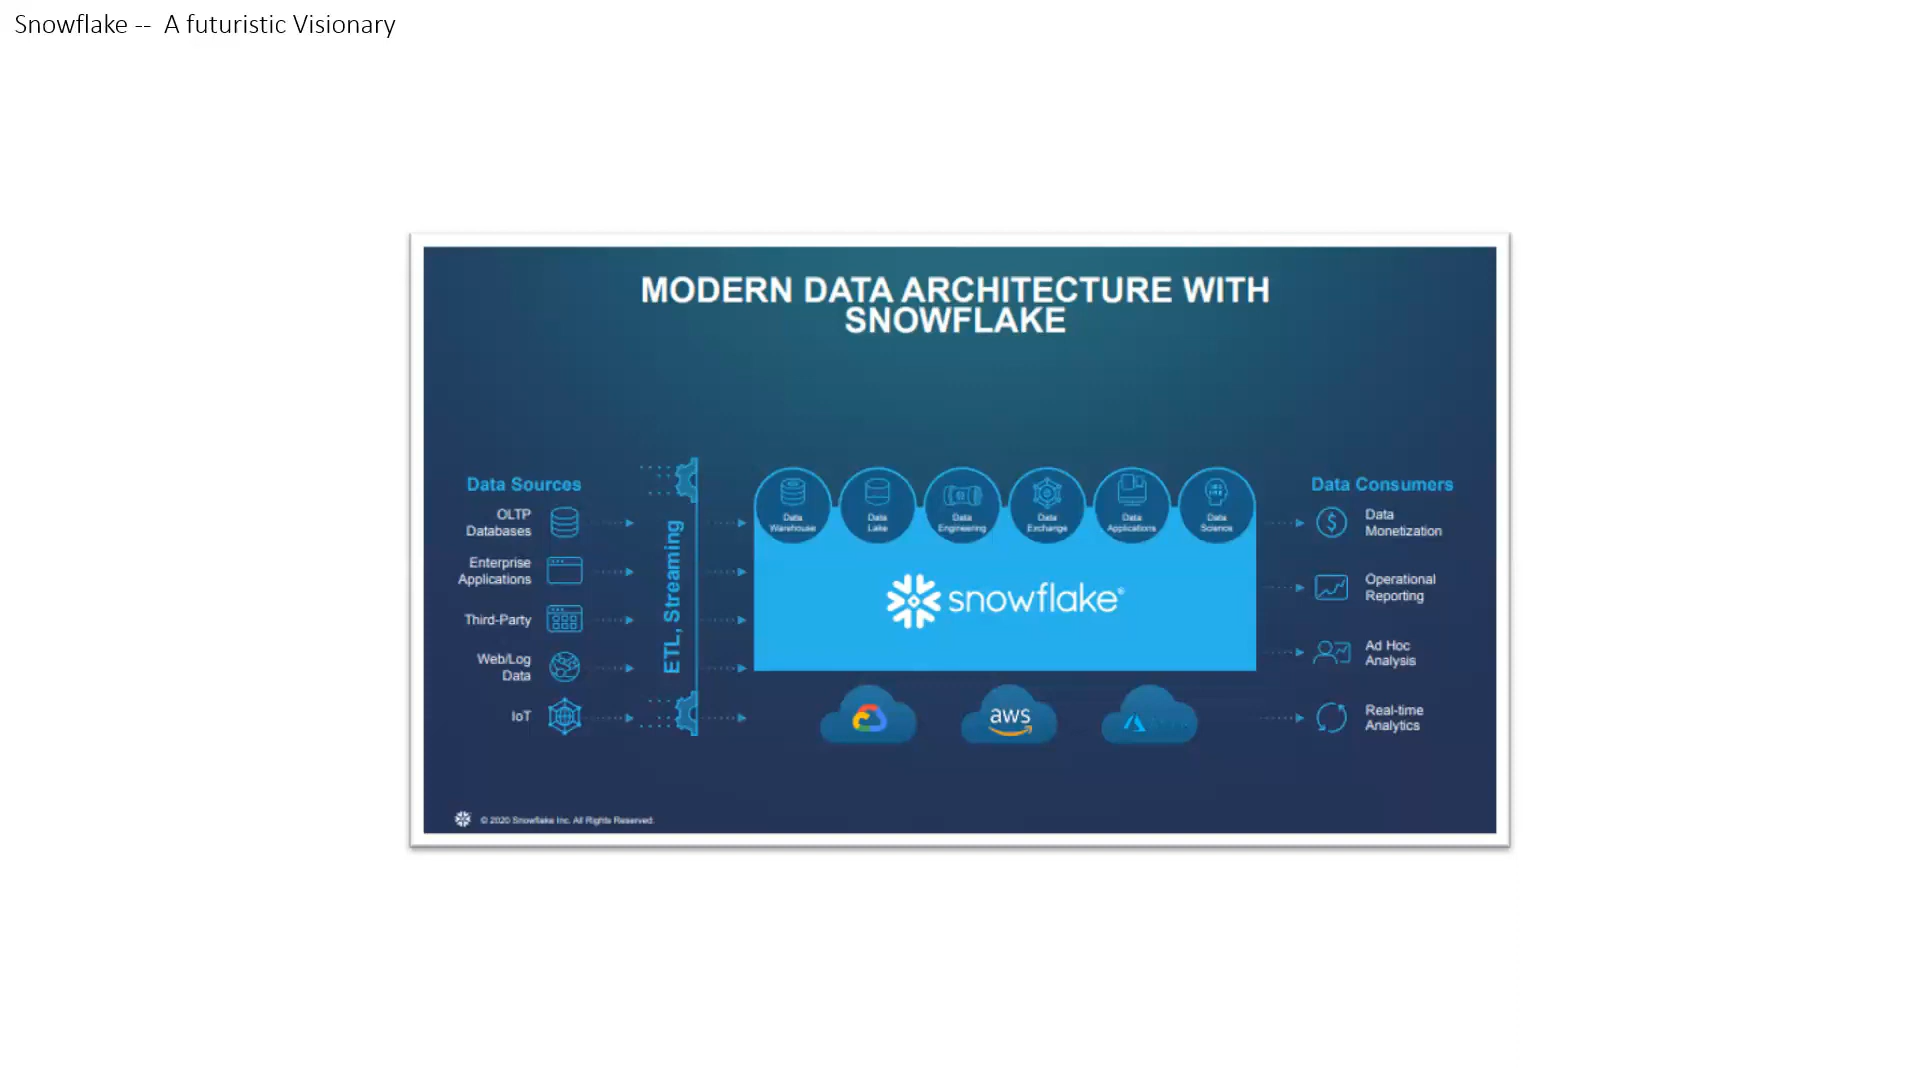 Snowflake -- A futuristic Visionary
MODERN DATA ARCHITECTURE WITH
SNOWFLAKE
Data Sources
OLTP
Databases
Enterprise
Applications
Third-Party
Web/Log
Data
IoT
ETL, Streaming
Data
Warehouse
Data
Lake
Data
Engineering
Data
Exchange
Data
Applications
Data
Science
snowflake®
aws
Data Consumers
Data
Monetization
Operational
Reporting
Ad Hoc
Analysis
Real-time
Analytics
© 2020 Snowflake Inc. All Rights Reserved.